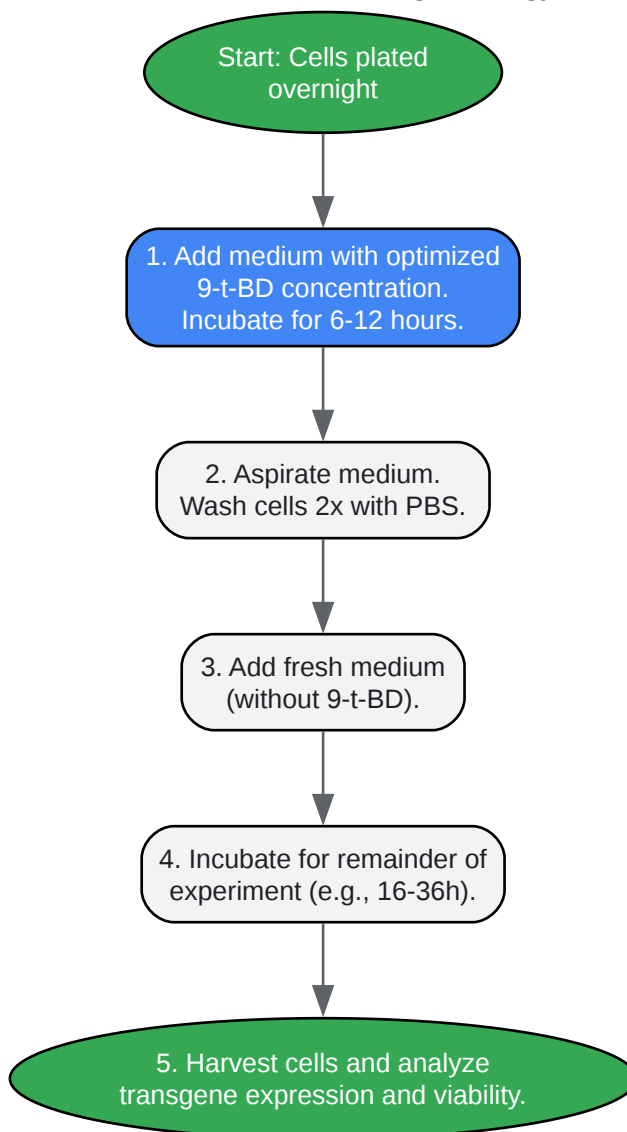 Start: Cells plated
overnight
1. Add medium with optimized
9-t-BD concentration.
Incubate for 6-12 hours.
2. Aspirate medium.
Wash cells 2x with PBS.
3. Add fresh medium
(without 9-t-BD).
4. Incubate for remainder of
experiment (e.g., 16-36h).
5. Harvest cells and analyze
transgene expression and viability.